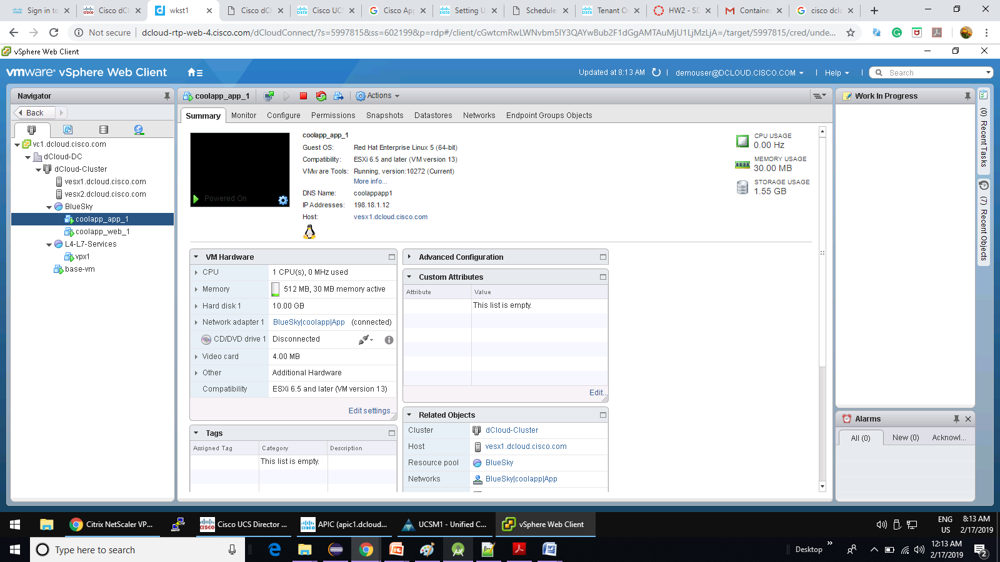 Sign in to
Cisco dCl
wkst1
Cisco dCl
Cisco UCS
Cisco App
Setting U
Schedule
Tenant O
HW2 - SD
Container
cisco dclo
Not secure
dcloud-rtp-web-4.cisco.com/dCloudConnect/?s=5997815&ss=602199&p=rdp#/client/cGwtcmRwLWNvbm5lY3QAYwBub2F1dGgAMTAuMjU1LjMzLjA=/target/5997815/cred/unde...
vSphere Web Client
vmware® vSphere Web Client
Updated at 8:13 AM
demouser@DCLOUD.CISCO.COM
Help
Search
Navigator
Back
vc1.dcloud.cisco.com
dCloud-DC
dCloud-Cluster
vesx1.dcloud.cisco.com
vesx2.dcloud.cisco.com
BlueSky
coolapp_app_1
coolapp_web_1
L4-L7-Services
vpx1
base-vm
coolapp_app_1
Actions
Summary Monitor Configure Permissions Snapshots Datastores Networks Endpoint Groups Objects
Powered On
coolapp_app_1
Guest OS: Red Hat Enterprise Linux 5 (64-bit)
Compatibility: ESXi 6.5 and later (VM version 13)
VMware Tools: Running, version:10272 (Current)
More info...
DNS Name: coolappapp1
IP Addresses: 198.18.1.12
Host: vesx1.dcloud.cisco.com
CPU USAGE
0.00 Hz
MEMORY USAGE
30.00 MB
STORAGE USAGE
1.55 GB
VM Hardware
CPU 1 CPU(s), 0 MHz used
Memory 512 MB, 30 MB memory active
Hard disk 1 10.00 GB
Network adapter 1 BlueSky|coolapp|App (connected)
CD/DVD drive 1 Disconnected
Video card 4.00 MB
Other Additional Hardware
Compatibility ESXi 6.5 and later (VM version 13)
Edit settings...
Tags
Assigned Tag Category Description
This list is empty.
Advanced Configuration
Custom Attributes
Attribute Value
This list is empty.
Edit...
Related Objects
Cluster dCloud-Cluster
Host vesx1.dcloud.cisco.com
Resource pool BlueSky
Networks BlueSky|coolapp|App
Work In Progress
Alarms
All (0) New (0) Acknowl...
(0) Recent Tasks
(7) Recent Objects
Citrix NetScaler VP...
Cisco UCS Director ...
APIC (apic1.dcloud...
UCSM1 - Unified C...
vSphere Web Client
ENG
US
8:13 AM
2/17/2019
Type here to search
Desktop
12:13 AM
2/17/2019
2